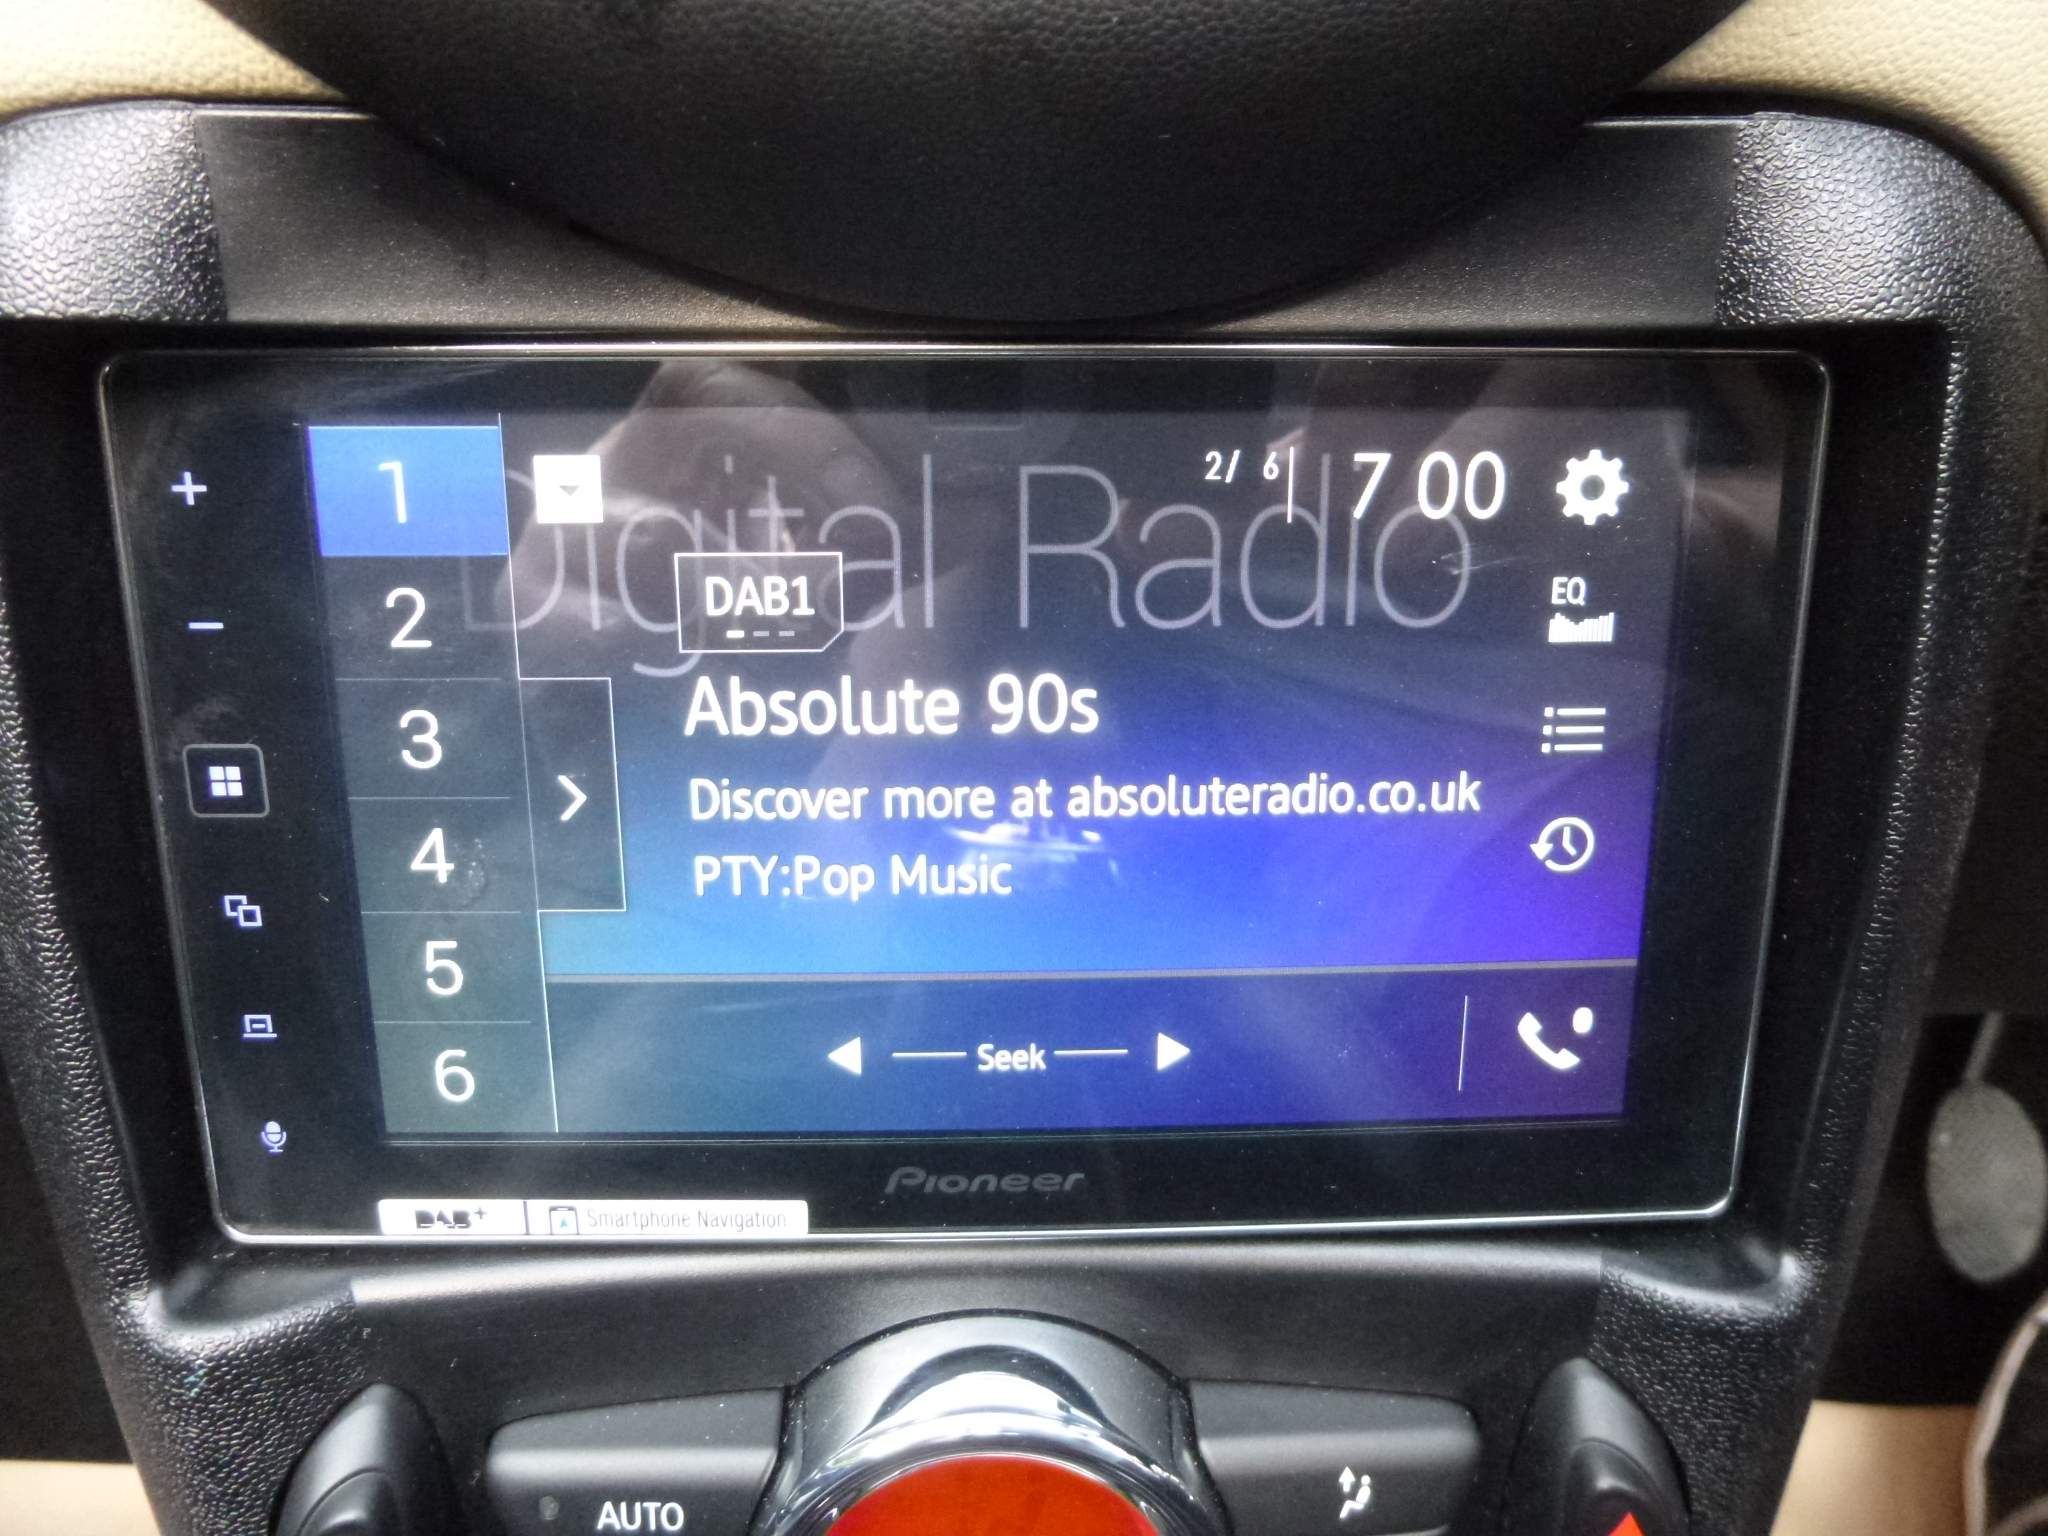 1
2
3
4
5
6
Digital Radio
2/ 6
7 00
DAB1
EQ
Absolute 90s
Discover more at absoluteradio.co.uk
PTY:Pop Music
Seek
Pioneer
DAB+
Smartphone Navigation
AUTO